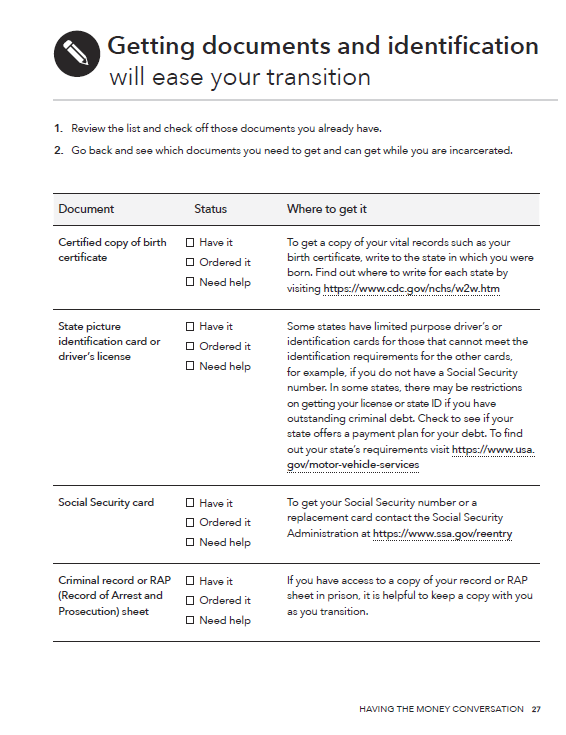 Getting documents and identification
will ease your transition
1. Review the list and check off those documents you already have.
2. Go back and see which documents you need to get and can get while you are incarcerated.
Document Status Where to get it
Certified copy of birth
certificate
☐ Have it
☐ Ordered it
☐ Need help
To get a copy of your vital records such as your
birth certificate, write to the state in which you were
born. Find out where to write for each state by
visiting https://www.cdc.gov/nchs/w2w.htm
State picture
identification card or
driver's license
☐ Have it
☐ Ordered it
☐ Need help
Some states have limited purpose driver's or
identification cards for those that cannot meet the
identification requirements for the other cards,
for example, if you do not have a Social Security
number. In some states, there may be restrictions
on getting your license or state ID if you have
outstanding criminal debt. Check to see if your
state offers a payment plan for your debt. To find
out your state's requirements visit https://www.usa.
gov/motor-vehicle-services
Social Security card
☐ Have it
☐ Ordered it
☐ Need help
To get your Social Security number or a
replacement card contact the Social Security
Administration at https://www.ssa.gov/reentry
Criminal record or RAP
(Record of Arrest and
Prosecution) sheet
☐ Have it
☐ Ordered it
☐ Need help
If you have access to a copy of your record or RAP
sheet in prison, it is helpful to keep a copy with you
as you transition.
HAVING THE MONEY CONVERSATION 27